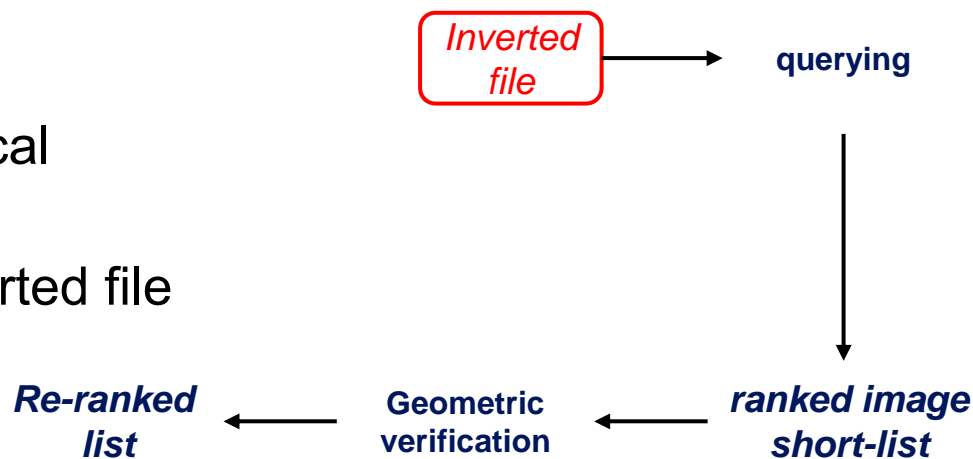 Inverted
file
querying
cal
rted file
Re-ranked
list
Geometric
verification
ranked image
short-list